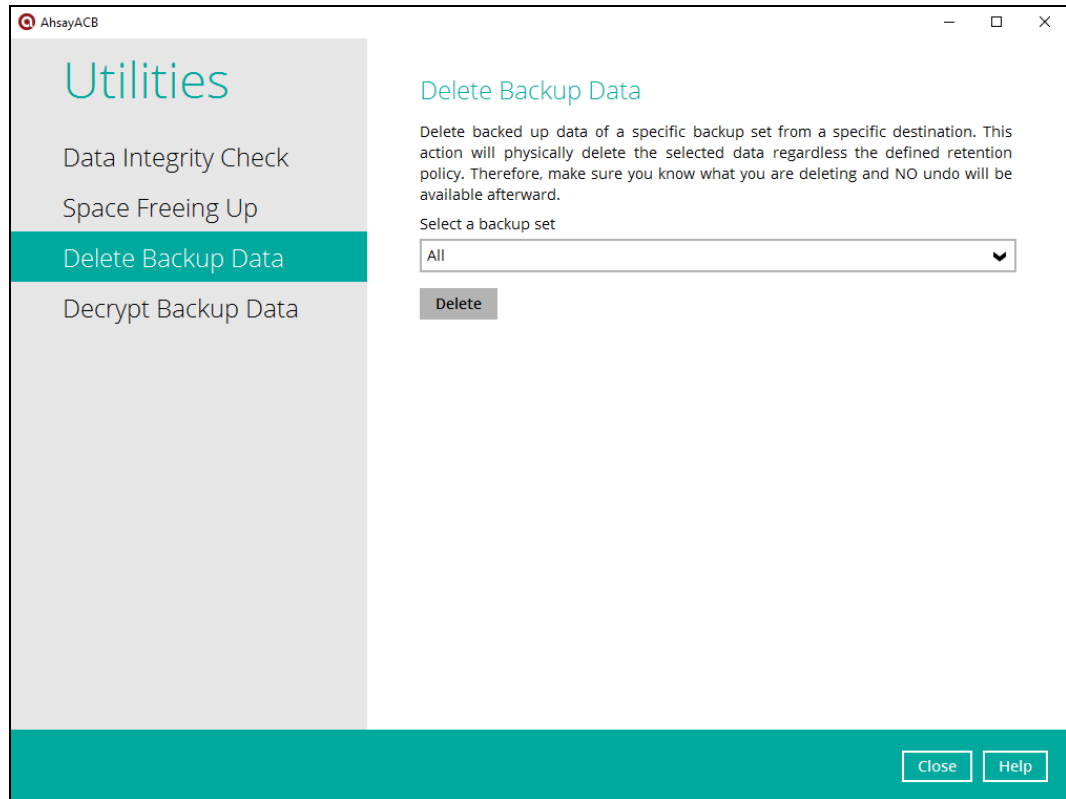 AhsayACB
Utilities
Data Integrity Check
Space Freeing Up
Delete Backup Data
Decrypt Backup Data
Delete Backup Data
Delete backed up data of a specific backup set from a specific destination. This
action will physically delete the selected data regardless the defined retention
policy. Therefore, make sure you know what you are deleting and NO undo will be
available afterward.
Select a backup set
All
Delete
Close
Help